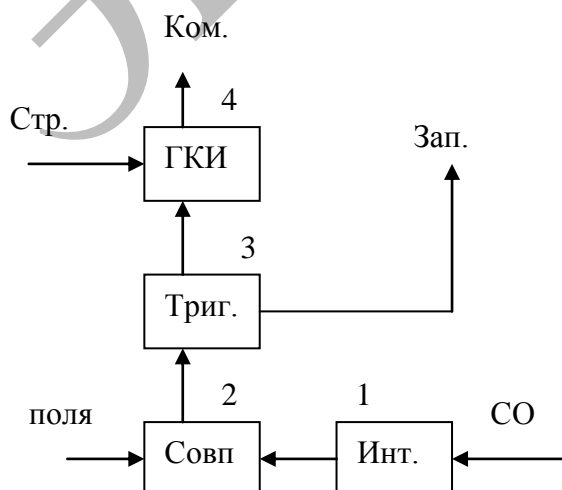 Ком.
4
Стр.
ГКИ
Зап.
3
Триг.
2
1
поля
СО
Совп
Инт.